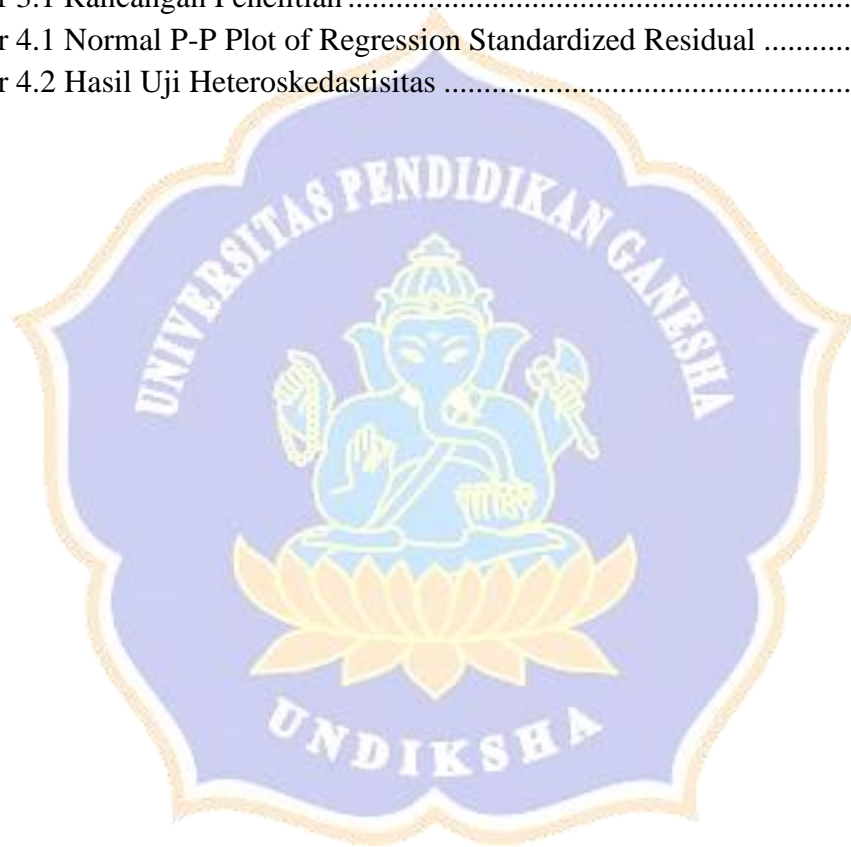 r 3.1 Rancangan Penelitian ................................................................
r 4.1 Normal P-P Plot of Regression Standardized Residual ...........
r 4.2 Hasil Uji Heteroskedastisitas ...................................................
UNIVERSITAS PENDIDIKAN GANESHA
UNDIKSHA